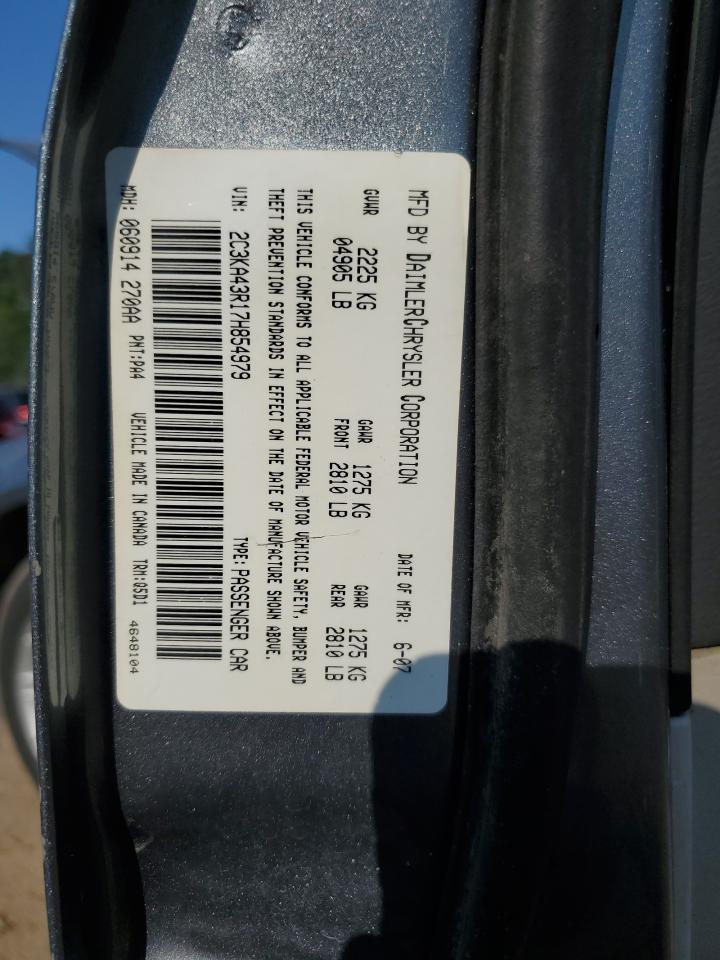 MFD BY DAIMLERCHRYSLER CORPORATION DATE OF MFR: 6-07
GVWR 2225 KG GAWR 1275 KG GAWR 1275 KG
04905 LB FRONT 2810 LB REAR 2810 LB
THIS VEHICLE CONFORMS TO ALL APPLICABLE FEDERAL MOTOR VEHICLE SAFETY, BUMPER AND
THEFT PREVENTION STANDARDS IN EFFECT ON THE DATE OF MANUFACTURE SHOWN ABOVE.
VIN: 2C3KA43R17H854979 TYPE: PASSENGER CAR
MDH: 060914 270AA PNT:PA4 VEHICLE MADE IN CANADA TRM:Q5D1 4648104